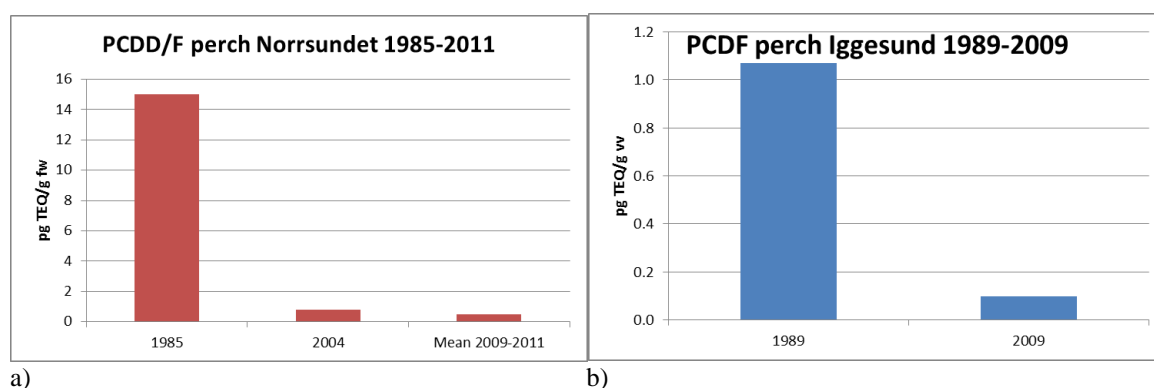 PCDD/F perch Norrsundet 1985-2011
16
14
12
10
8
6
4
2
0
pg TEQ/g fw
1985
2004
Mean 2009-2011
a)
PCDF perch Iggesund 1989-2009
1.2
1.0
0.8
0.6
0.4
0.2
0.0
pg TEQ/g vv
1989
2009
b)